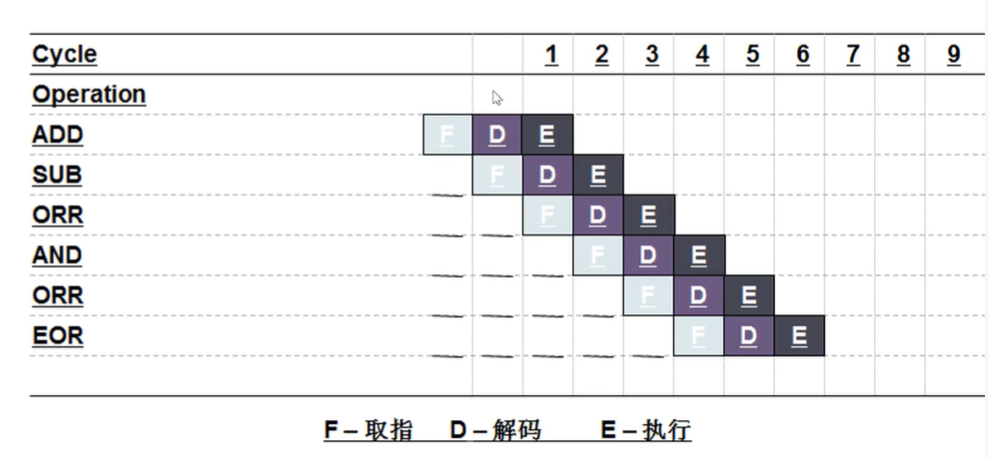 Cycle 1 2 3 4 5 6 7 8 9
Operation
ADD F D E
SUB F D E
ORR F D E
AND F D E
ORR F D E
EOR F D E
F – 取指 D – 解码 E – 执行